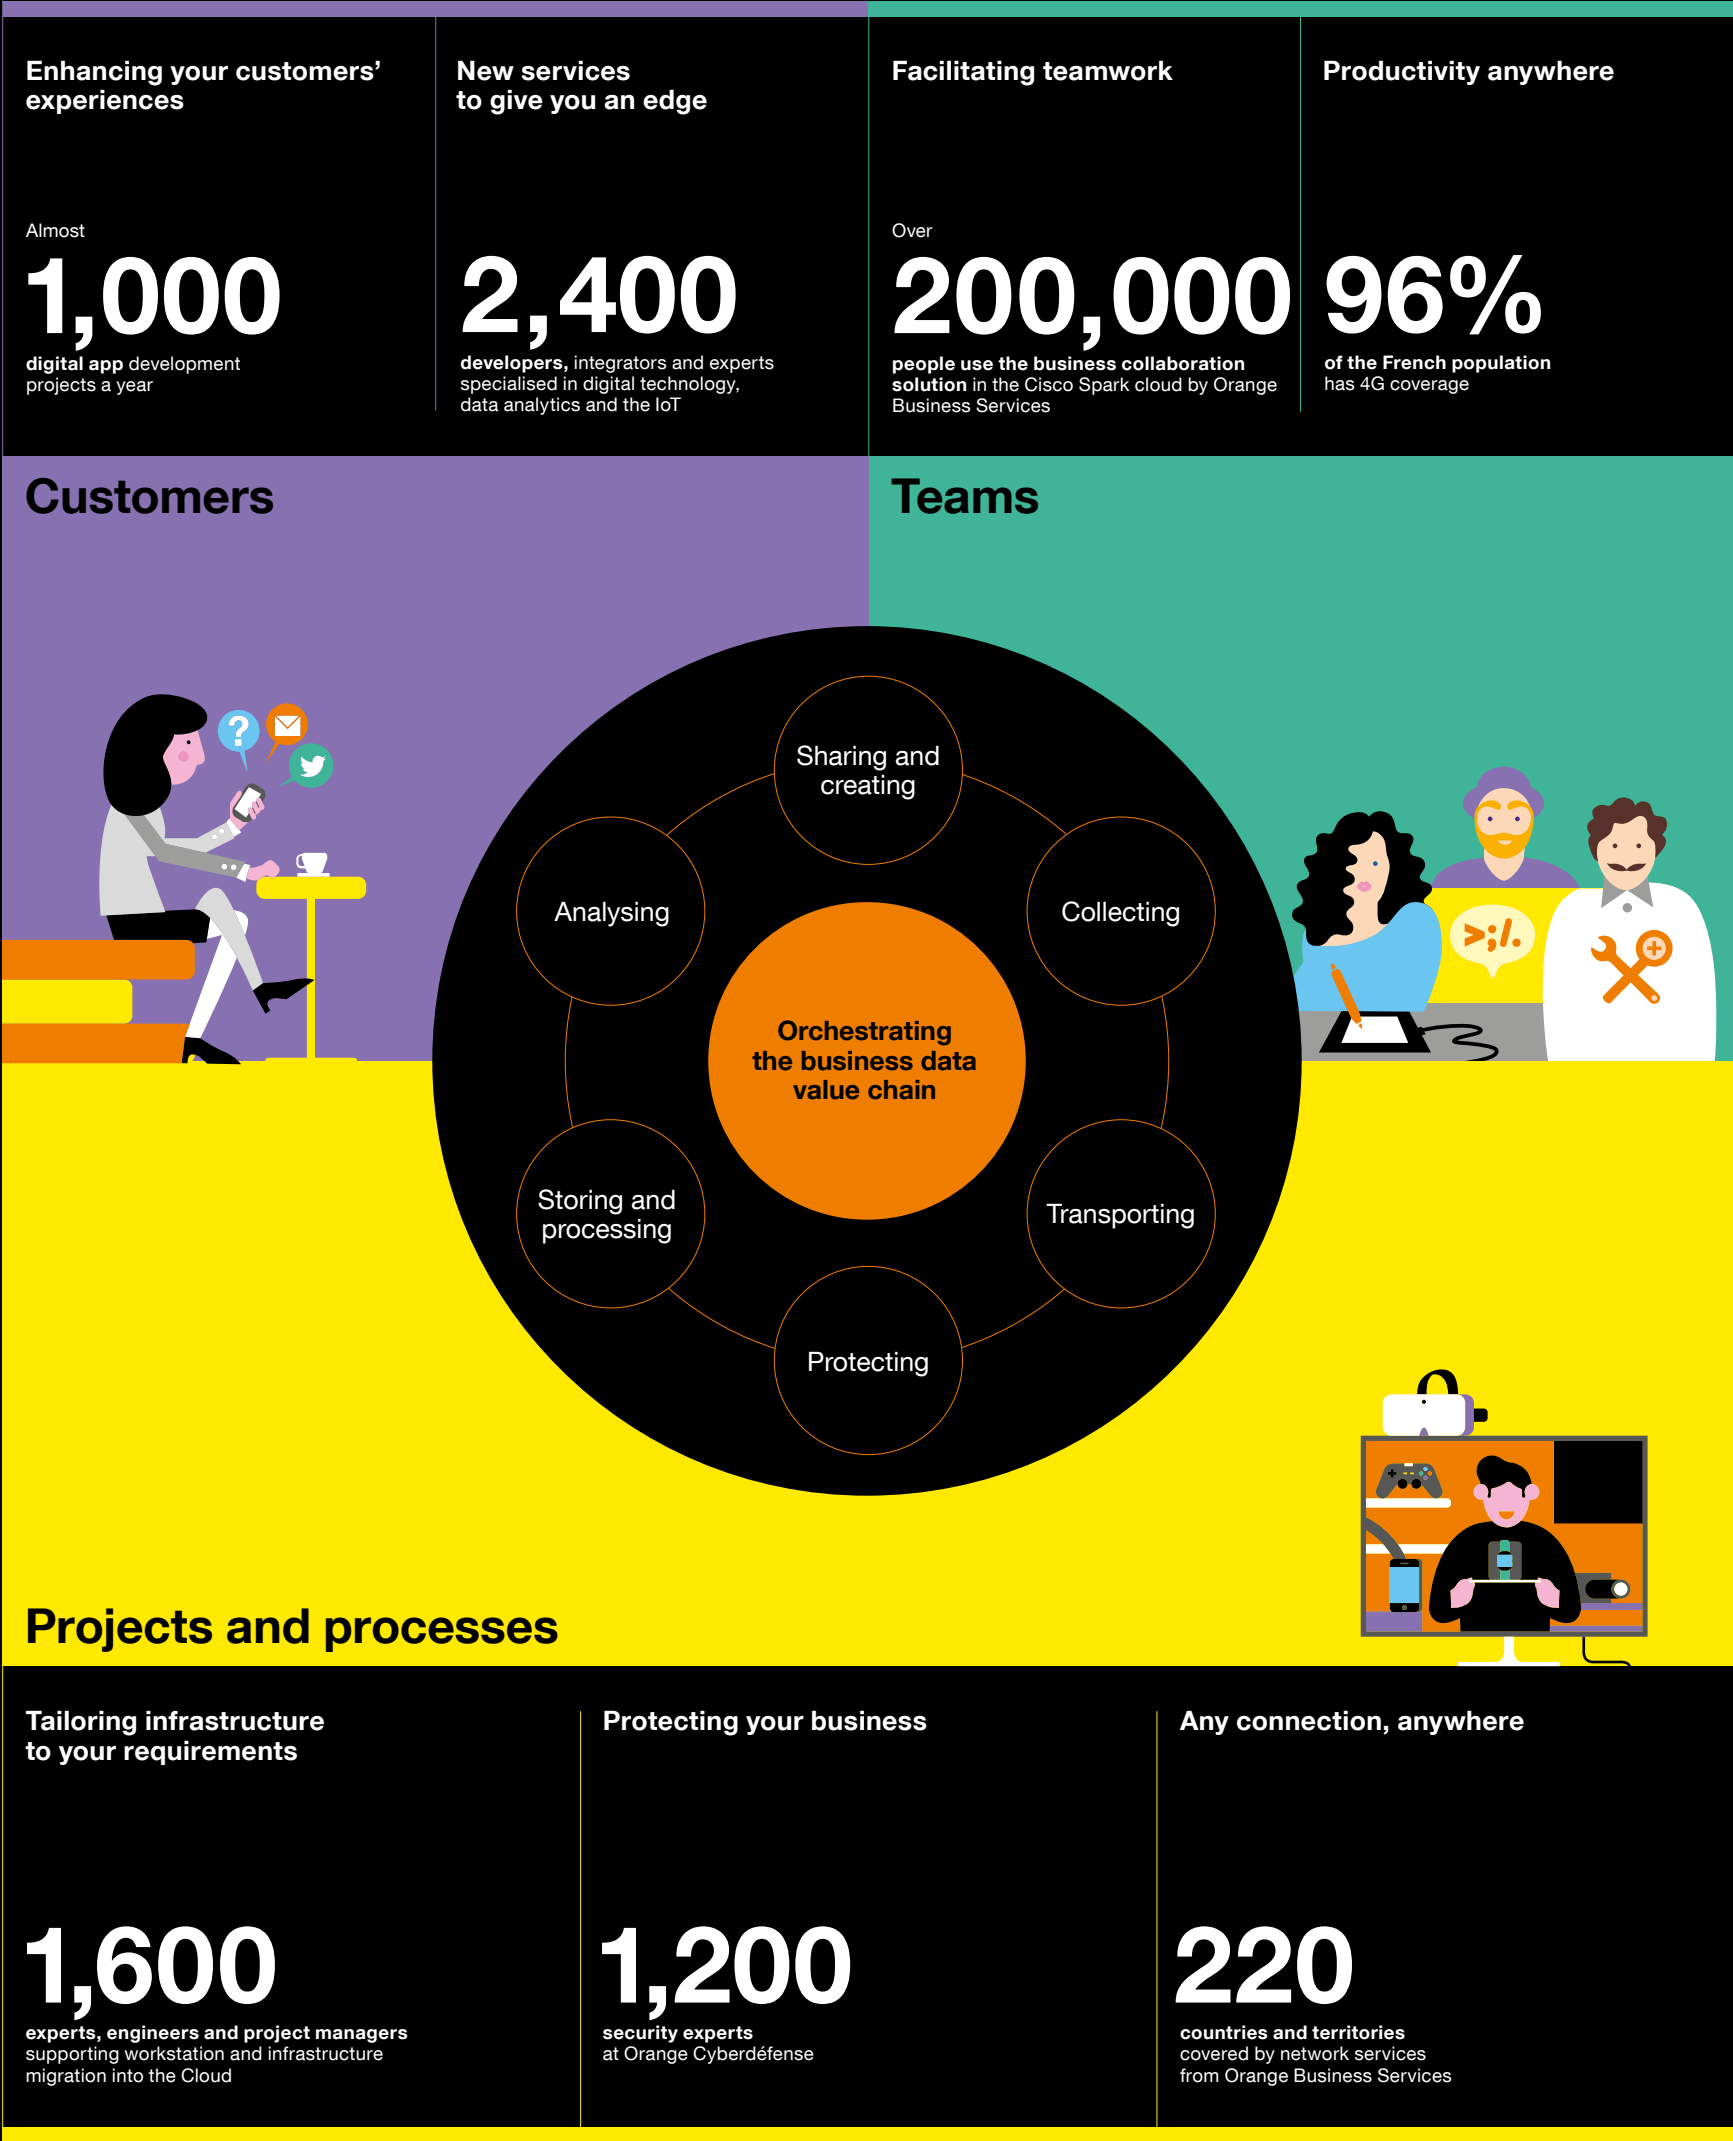 Enhancing your customers’
experiences
Almost
1,000
digital app development
projects a year
New services
to give you an edge
2,400
developers, integrators and experts
specialised in digital technology,
data analytics and the IoT
Facilitating teamwork
Over
200,000
people use the business collaboration
solution in the Cisco Spark cloud by Orange
Business Services
Productivity anywhere
96%
of the French population
has 4G coverage
Customers
Teams
?
>;/.
Sharing and
creating
Analysing
Collecting
Orchestrating
the business data
value chain
Storing and
processing
Transporting
Protecting
Projects and processes
Tailoring infrastructure
to your requirements
1,600
experts, engineers and project managers
supporting workstation and infrastructure
migration into the Cloud
Protecting your business
1,200
security experts
at Orange Cyberdéfense
Any connection, anywhere
220
countries and territories
covered by network services
from Orange Business Services